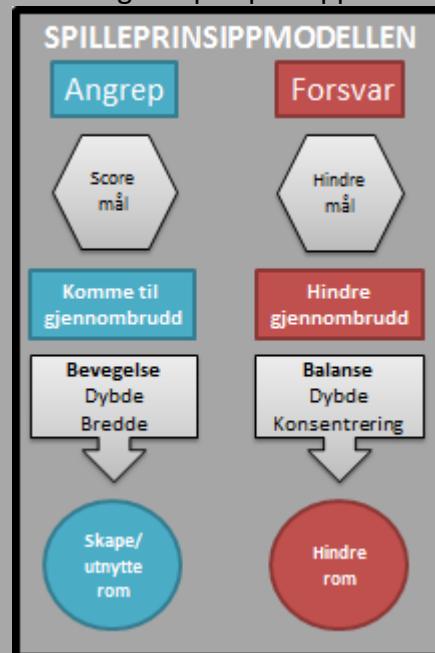 SPILLEPRINSIPPMODELLEN
Angrep
Forsvar
Score
mål
Hindre
mål
Komme til
gjennombrudd
Hindre
gjennombrudd
Bevegelse
Dybde
Bredde
Balanse
Dybde
Konsentrering
Skape/
utnytte
rom
Hindre
rom